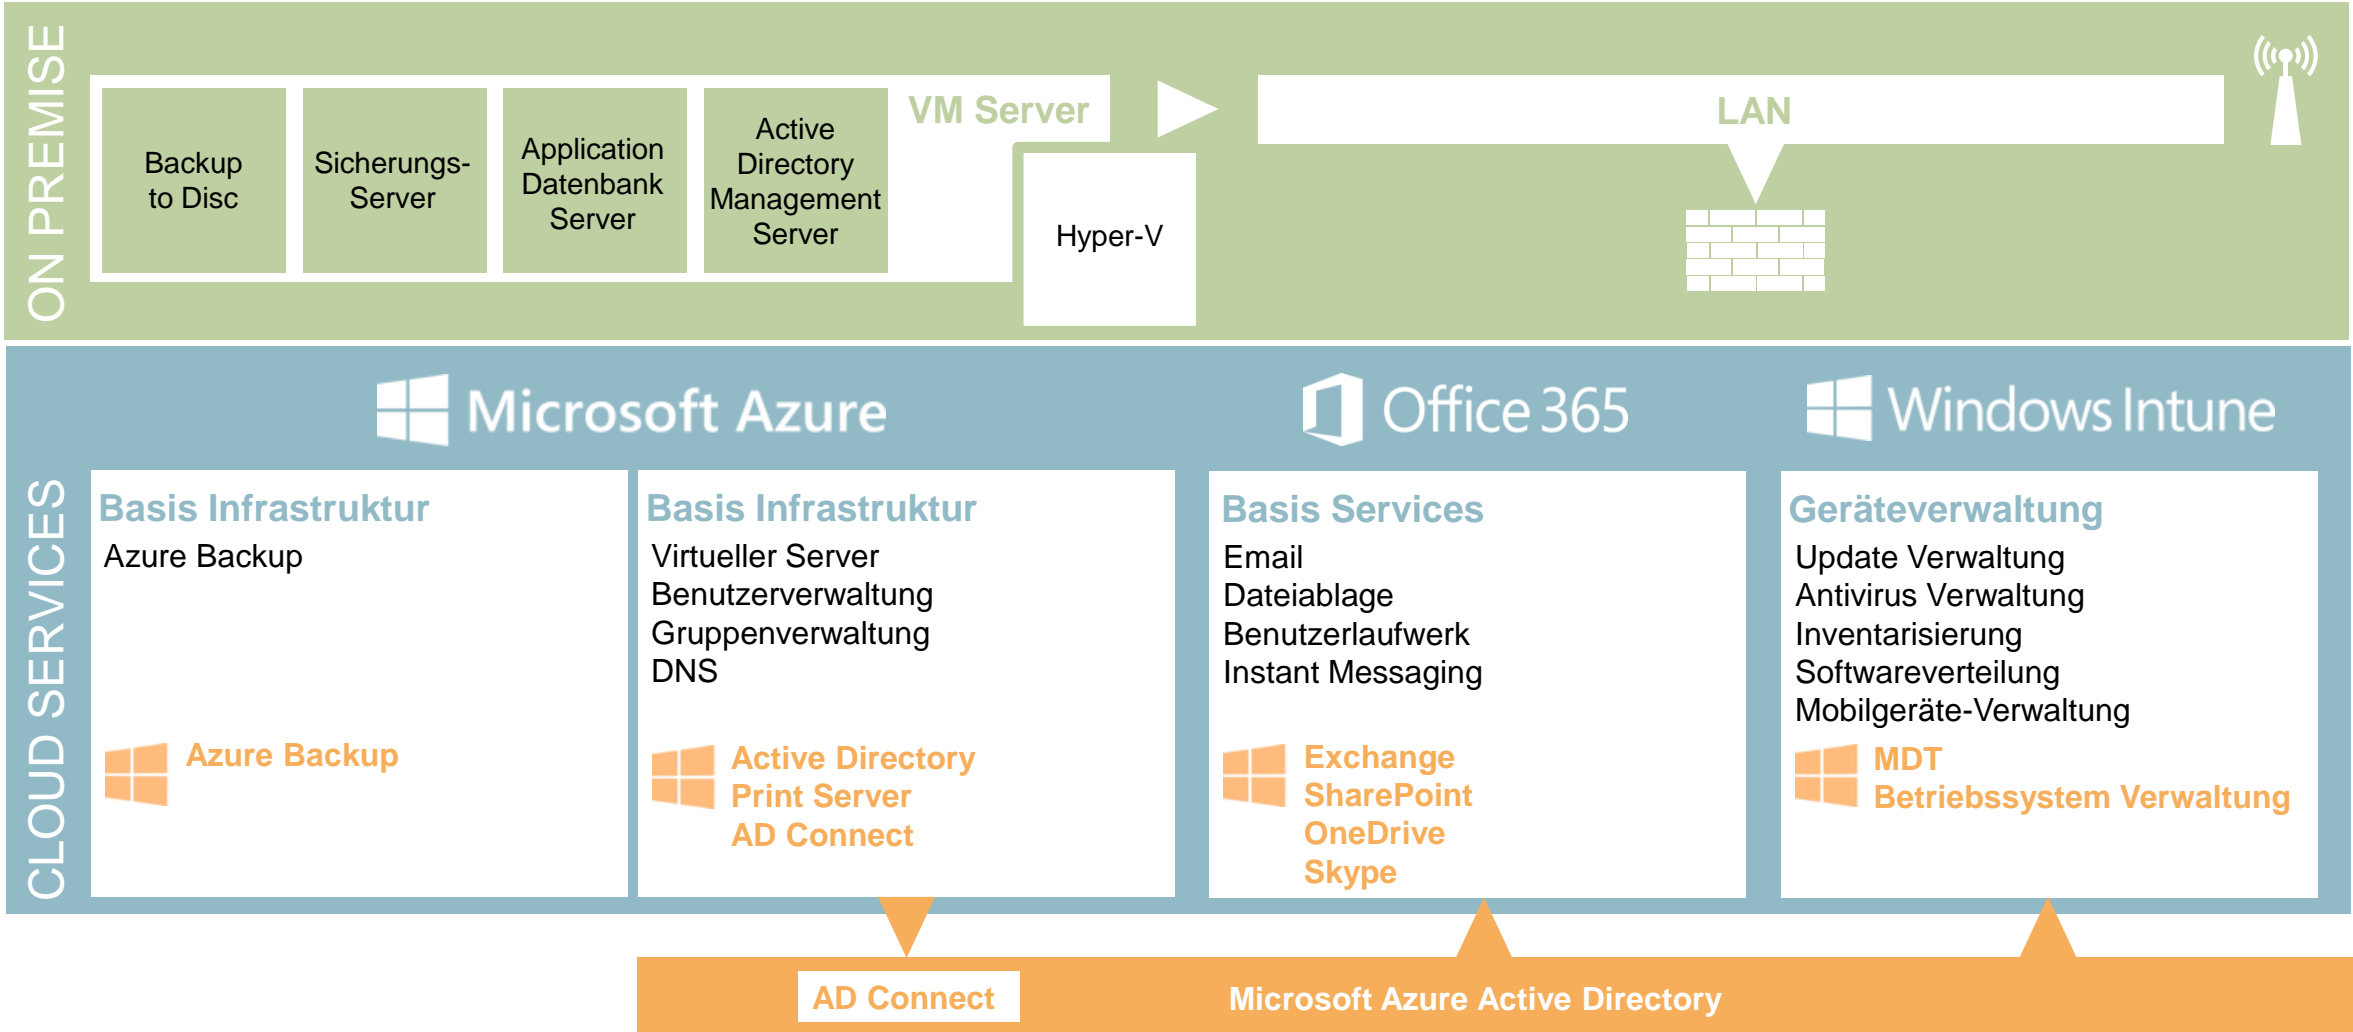 ON PREMISE
Backup
to Disc
Sicherungs-
Server
Application
Datenbank
Server
Active
Directory
Management
Server
VM Server
Hyper-V
LAN
CLOUD SERVICES
Microsoft Azure
Office 365
Windows Intune
Basis Infrastruktur
Azure Backup
Azure Backup
Basis Infrastruktur
Virtueller Server
Benutzerverwaltung
Gruppenverwaltung
DNS
Active Directory
Print Server
AD Connect
Basis Services
Email
Dateiablage
Benutzerlaufwerk
Instant Messaging
Exchange
SharePoint
OneDrive
Skype
Geräteverwaltung
Update Verwaltung
Antivirus Verwaltung
Inventarisierung
Softwareverteilung
Mobilgeräte-Verwaltung
MDT
Betriebssystem Verwaltung
AD Connect
Microsoft Azure Active Directory